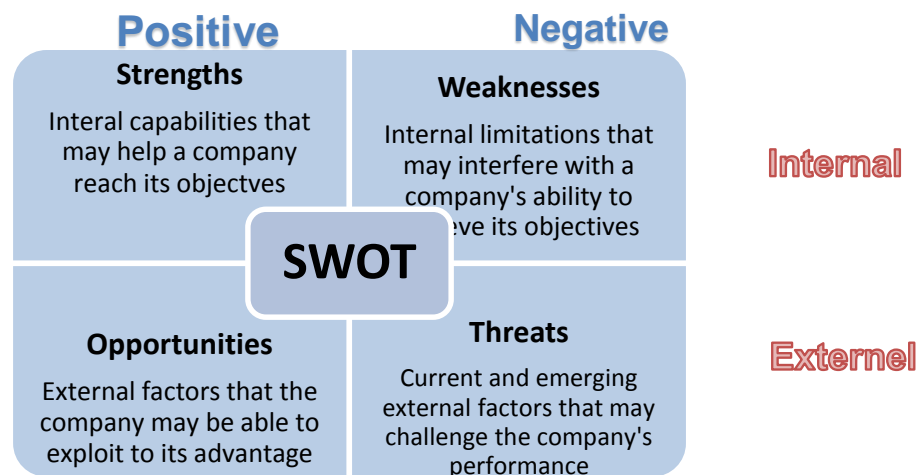 Positive
Negative
Strengths
Interal capabilities that
may help a company
reach its objectves
Weaknesses
Internal limitations that
may interfere with a
company's ability to
eve its objectives
Internal
SWOT
Opportunities
External factors that the
company may be able to
exploit to its advantage
Threats
Current and emerging
external factors that may
challenge the company's
performance
Externel